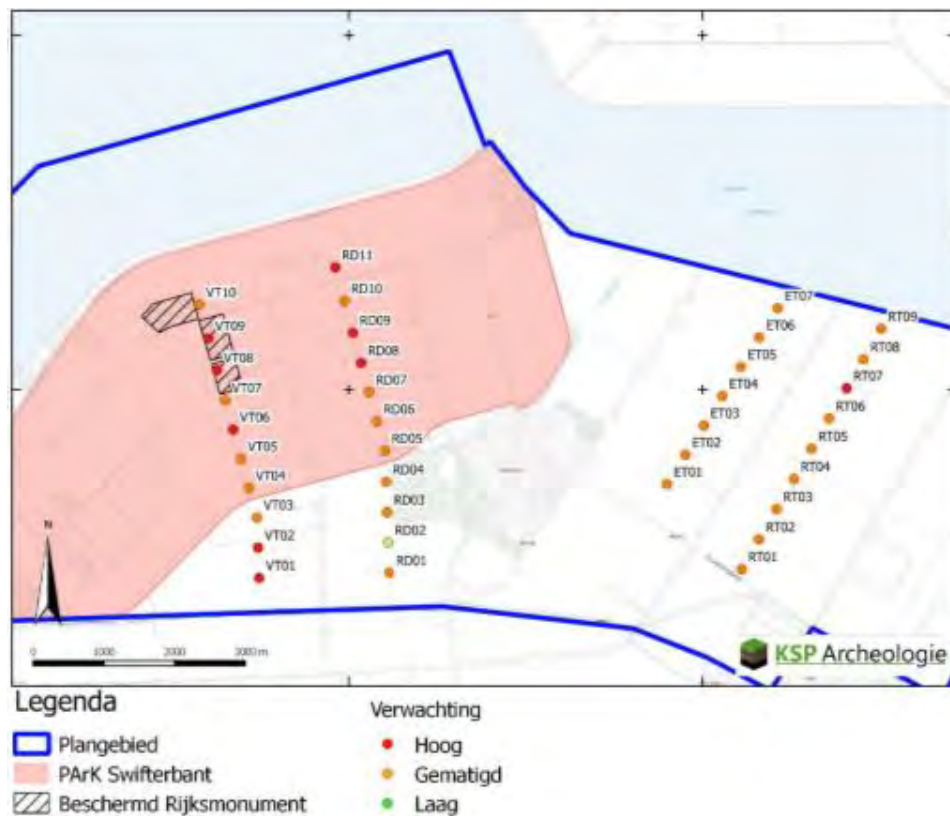 RD11
VT10
RD10
ET07
VT09
RD09
ET06
RT09
VT08
RD08
ET05
RT08
VT07
RD07
ET04
RT07
VT06
RD06
ET03
RT06
VT05
RD05
ET02
RT05
VT04
RD04
ET01
RT04
VT03
RD03
RT03
VT02
RD02
RT02
VT01
RD01
RT01
N
0 1000 2000 3000 m
KSP Archeologie
Legenda
Plangebied
PArK Swifterbant
Beschermd Rijksmonument
Verwachting
Hoog
Gematigd
Laag